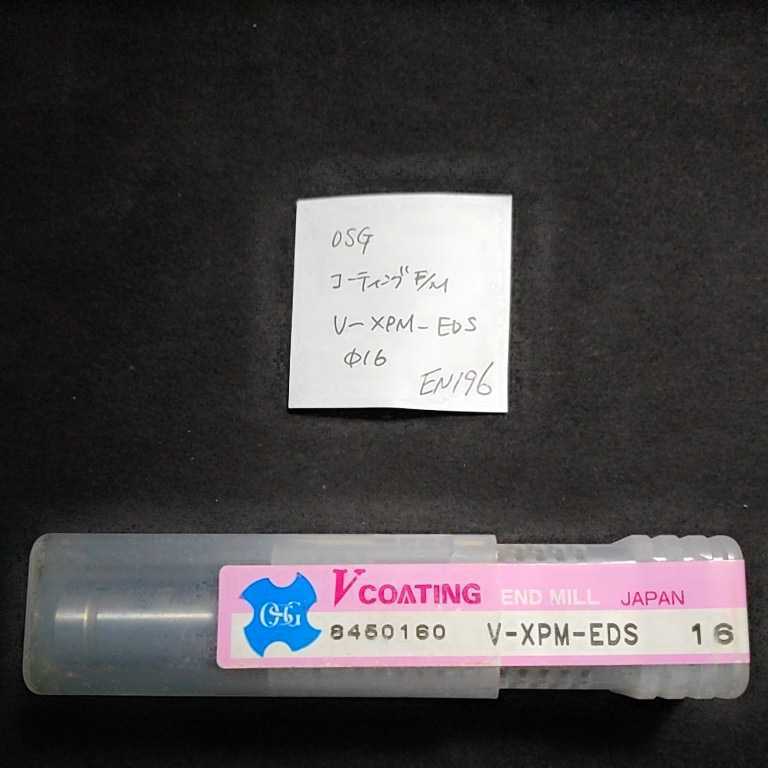 OSG
コーティングE/M
V-XPM-EDS
Φ16
EN196
V COATING END MILL JAPAN
OSG
8450160 V-XPM-EDS 16